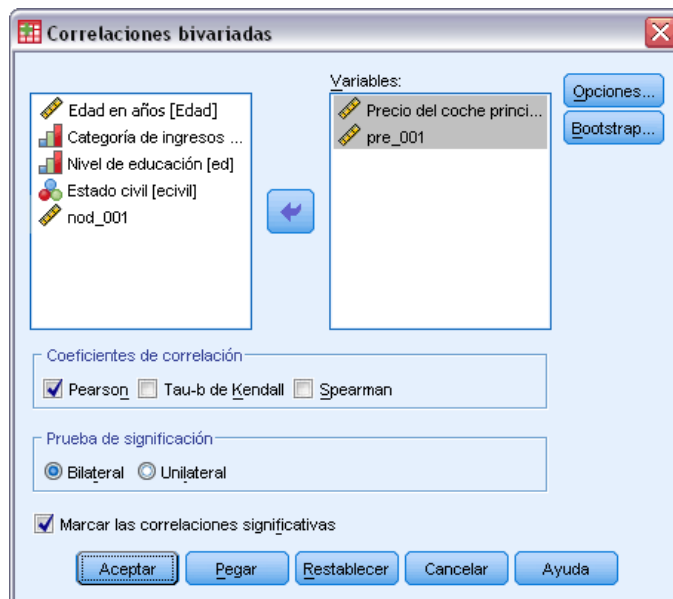 Correlaciones bivariadas
Variables:
Edad en años [Edad]
Categoría de ingresos ...
Nivel de educación [ed]
Estado civil [ecivil]
nod_001
Precio del coche princi...
pre_001
Opciones...
Bootstrap...
Coeficientes de correlación
Pearson Tau-b de Kendall Spearman
Prueba de significación
Bilateral Unilateral
Marcar las correlaciones significativas
Aceptar Pegar Restablecer Cancelar Ayuda